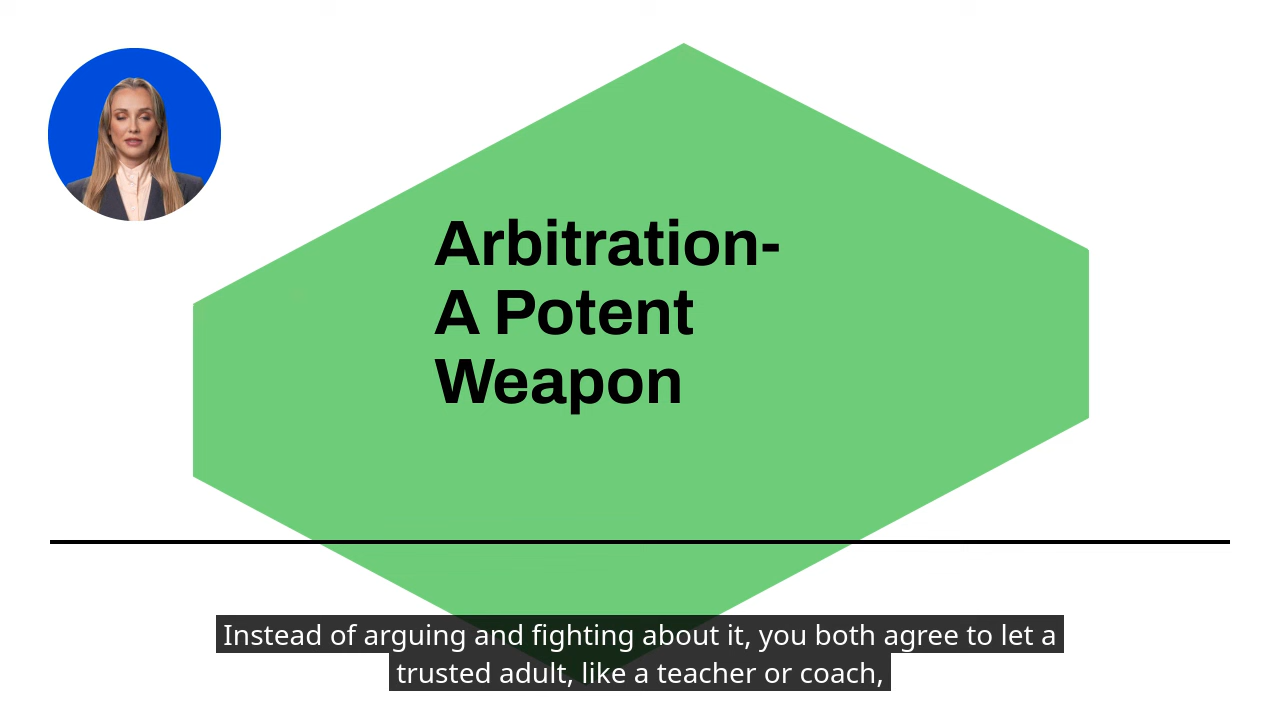 Arbitration-
A Potent
Weapon
Instead of arguing and fighting about it, you both agree to let a
trusted adult, like a teacher or coach,